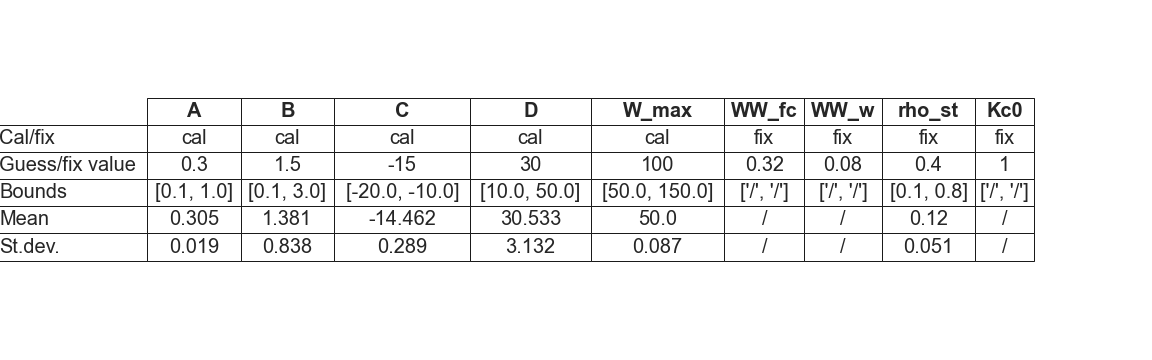 A B C D W_max WW_fc WW_w rho_st Kc0
Cal/fix cal cal cal cal cal fix fix fix fix
Guess/fix value 0.3 1.5 -15 30 100 0.32 0.08 0.4 1
Bounds [0.1, 1.0] [0.1, 3.0] [-20.0, -10.0] [10.0, 50.0] [50.0, 150.0] ['/', '/'] ['/', '/'] [0.1, 0.8] ['/', '/']
Mean 0.305 1.381 -14.462 30.533 50.0 / / 0.12 /
St.dev. 0.019 0.838 0.289 3.132 0.087 / / 0.051 /